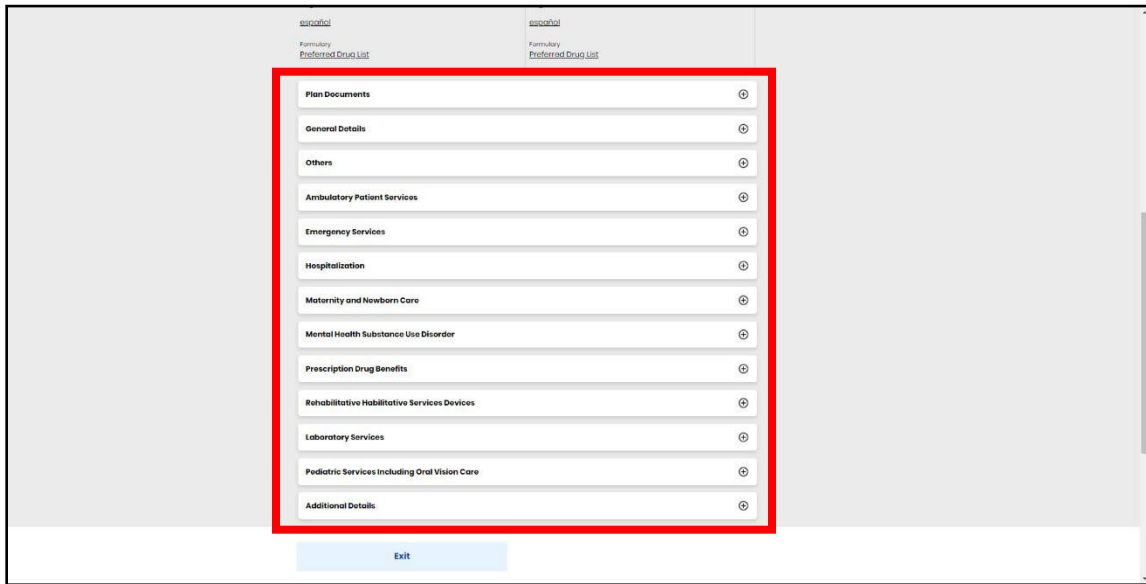 español español
Formulary Formulary
Preferred Drug List Preferred Drug List
Plan Documents
General Details
Others
Ambulatory Patient Services
Emergency Services
Hospitalization
Maternity and Newborn Care
Mental Health Substance Use Disorder
Prescription Drug Benefits
Rehabilitative Habilitative Services Devices
Laboratory Services
Pediatric Services Including Oral Vision Care
Additional Details
Exit